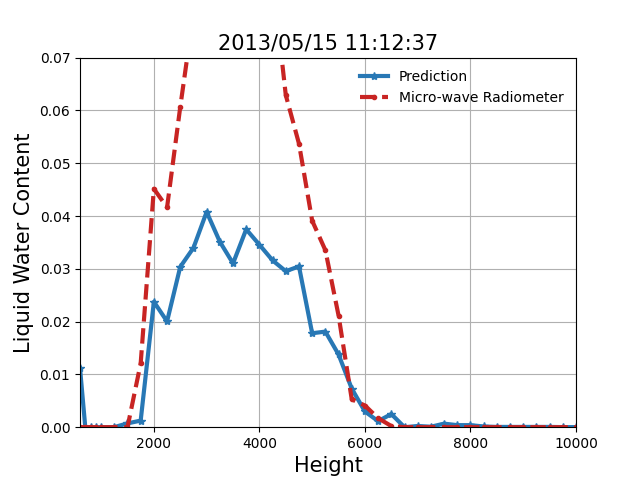 2013/05/15 11:12:37
0.07
0.06
0.05
0.04
0.03
0.02
0.01
0.00
Liquid Water Content
Prediction
Micro-wave Radiometer
2000 4000 6000 8000 10000
Height